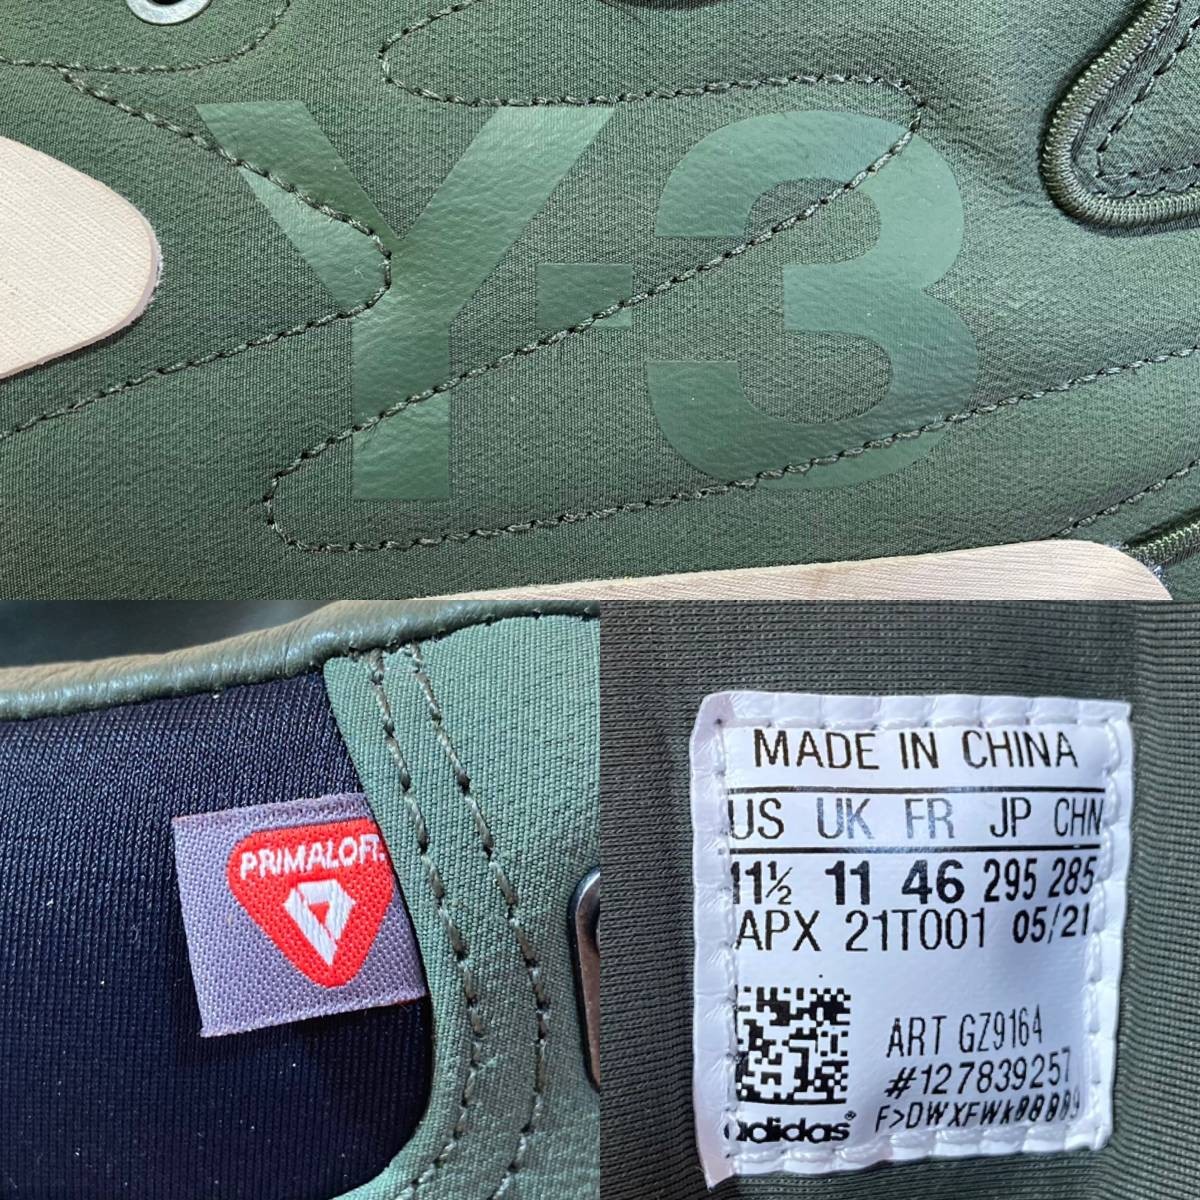 Y-3
PRIMALOFT
MADE IN CHINA
US UK FR JP CHN
11½ 11 46 295 285
APX 21T001 05/21
ART GZ9164
#127839257
adidas®